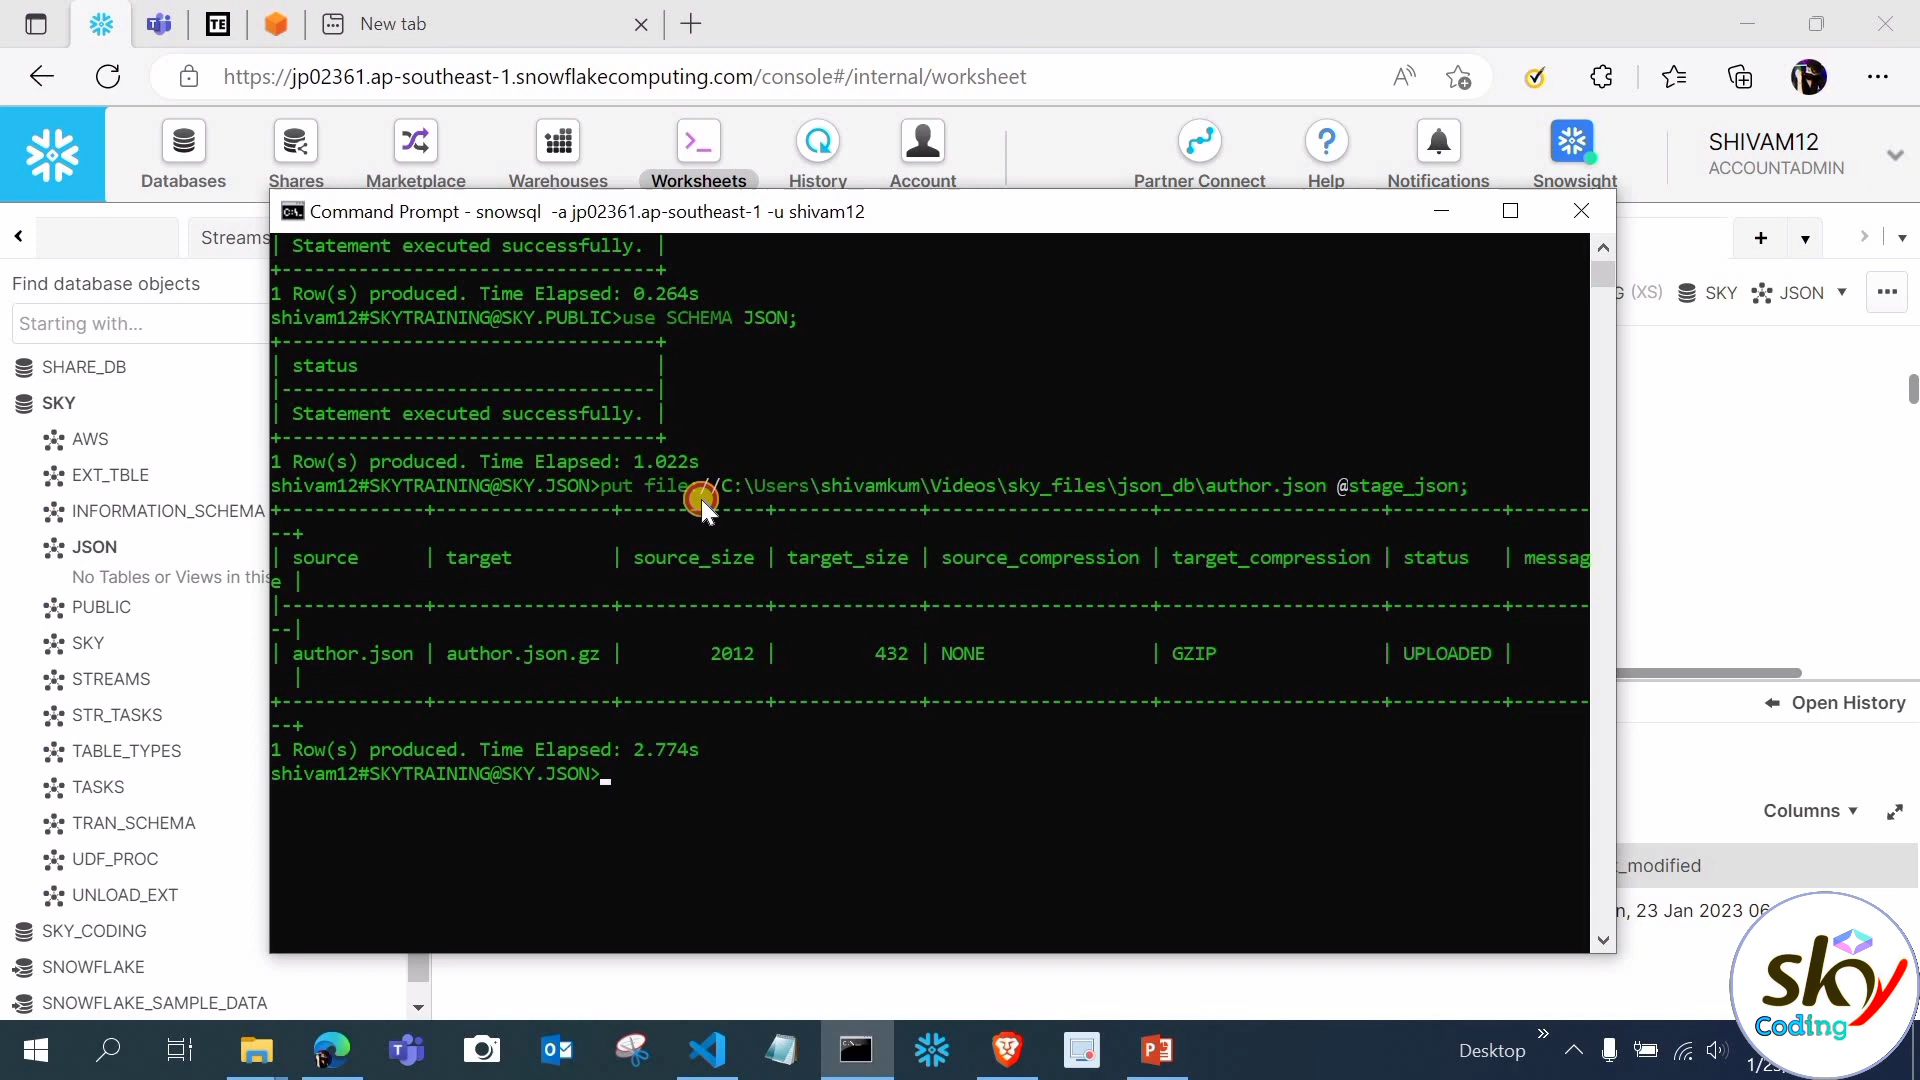 TE
New tab
https://jp02361.ap-southeast-1.snowflakecomputing.com/console#/internal/worksheet
Databases
Shares
Marketplace
Warehouses
Worksheets
History
Account
Partner Connect
Help
Notifications
Snowsight
SHIVAM12
ACCOUNTADMIN
Command Prompt - snowsql  -a jp02361.ap-southeast-1 -u shivam12
Streams
Find database objects
Starting with...
SHARE_DB
SKY
AWS
EXT_TBLE
INFORMATION_SCHEMA
JSON
No Tables or Views in this
PUBLIC
SKY
STREAMS
STR_TASKS
TABLE_TYPES
TASKS
TRAN_SCHEMA
UDF_PROC
UNLOAD_EXT
SKY_CODING
SNOWFLAKE
SNOWFLAKE_SAMPLE_DATA
| Statement executed successfully. |
+-----------------------------------+
1 Row(s) produced. Time Elapsed: 0.264s
shivam12#SKYTRAINING@SKY.PUBLIC>use SCHEMA JSON;
+-----------------------------------+
| status |
|-----------------------------------|
| Statement executed successfully. |
+-----------------------------------+
1 Row(s) produced. Time Elapsed: 1.022s
shivam12#SKYTRAINING@SKY.JSON>put file //C:\Users\shivamkum\Videos\sky_files\json_db\author.json @stage_json;
| source | target | source_size | target_size | source_compression | target_compression | status | messag
e |
| author.json | author.json.gz | 2012 | 432 | NONE | GZIP | UPLOADED |
|
1 Row(s) produced. Time Elapsed: 2.774s
shivam12#SKYTRAINING@SKY.JSON>
(XS) SKY JSON
Open History
Columns
_modified
n, 23 Jan 2023 06
sky
Coding
Desktop